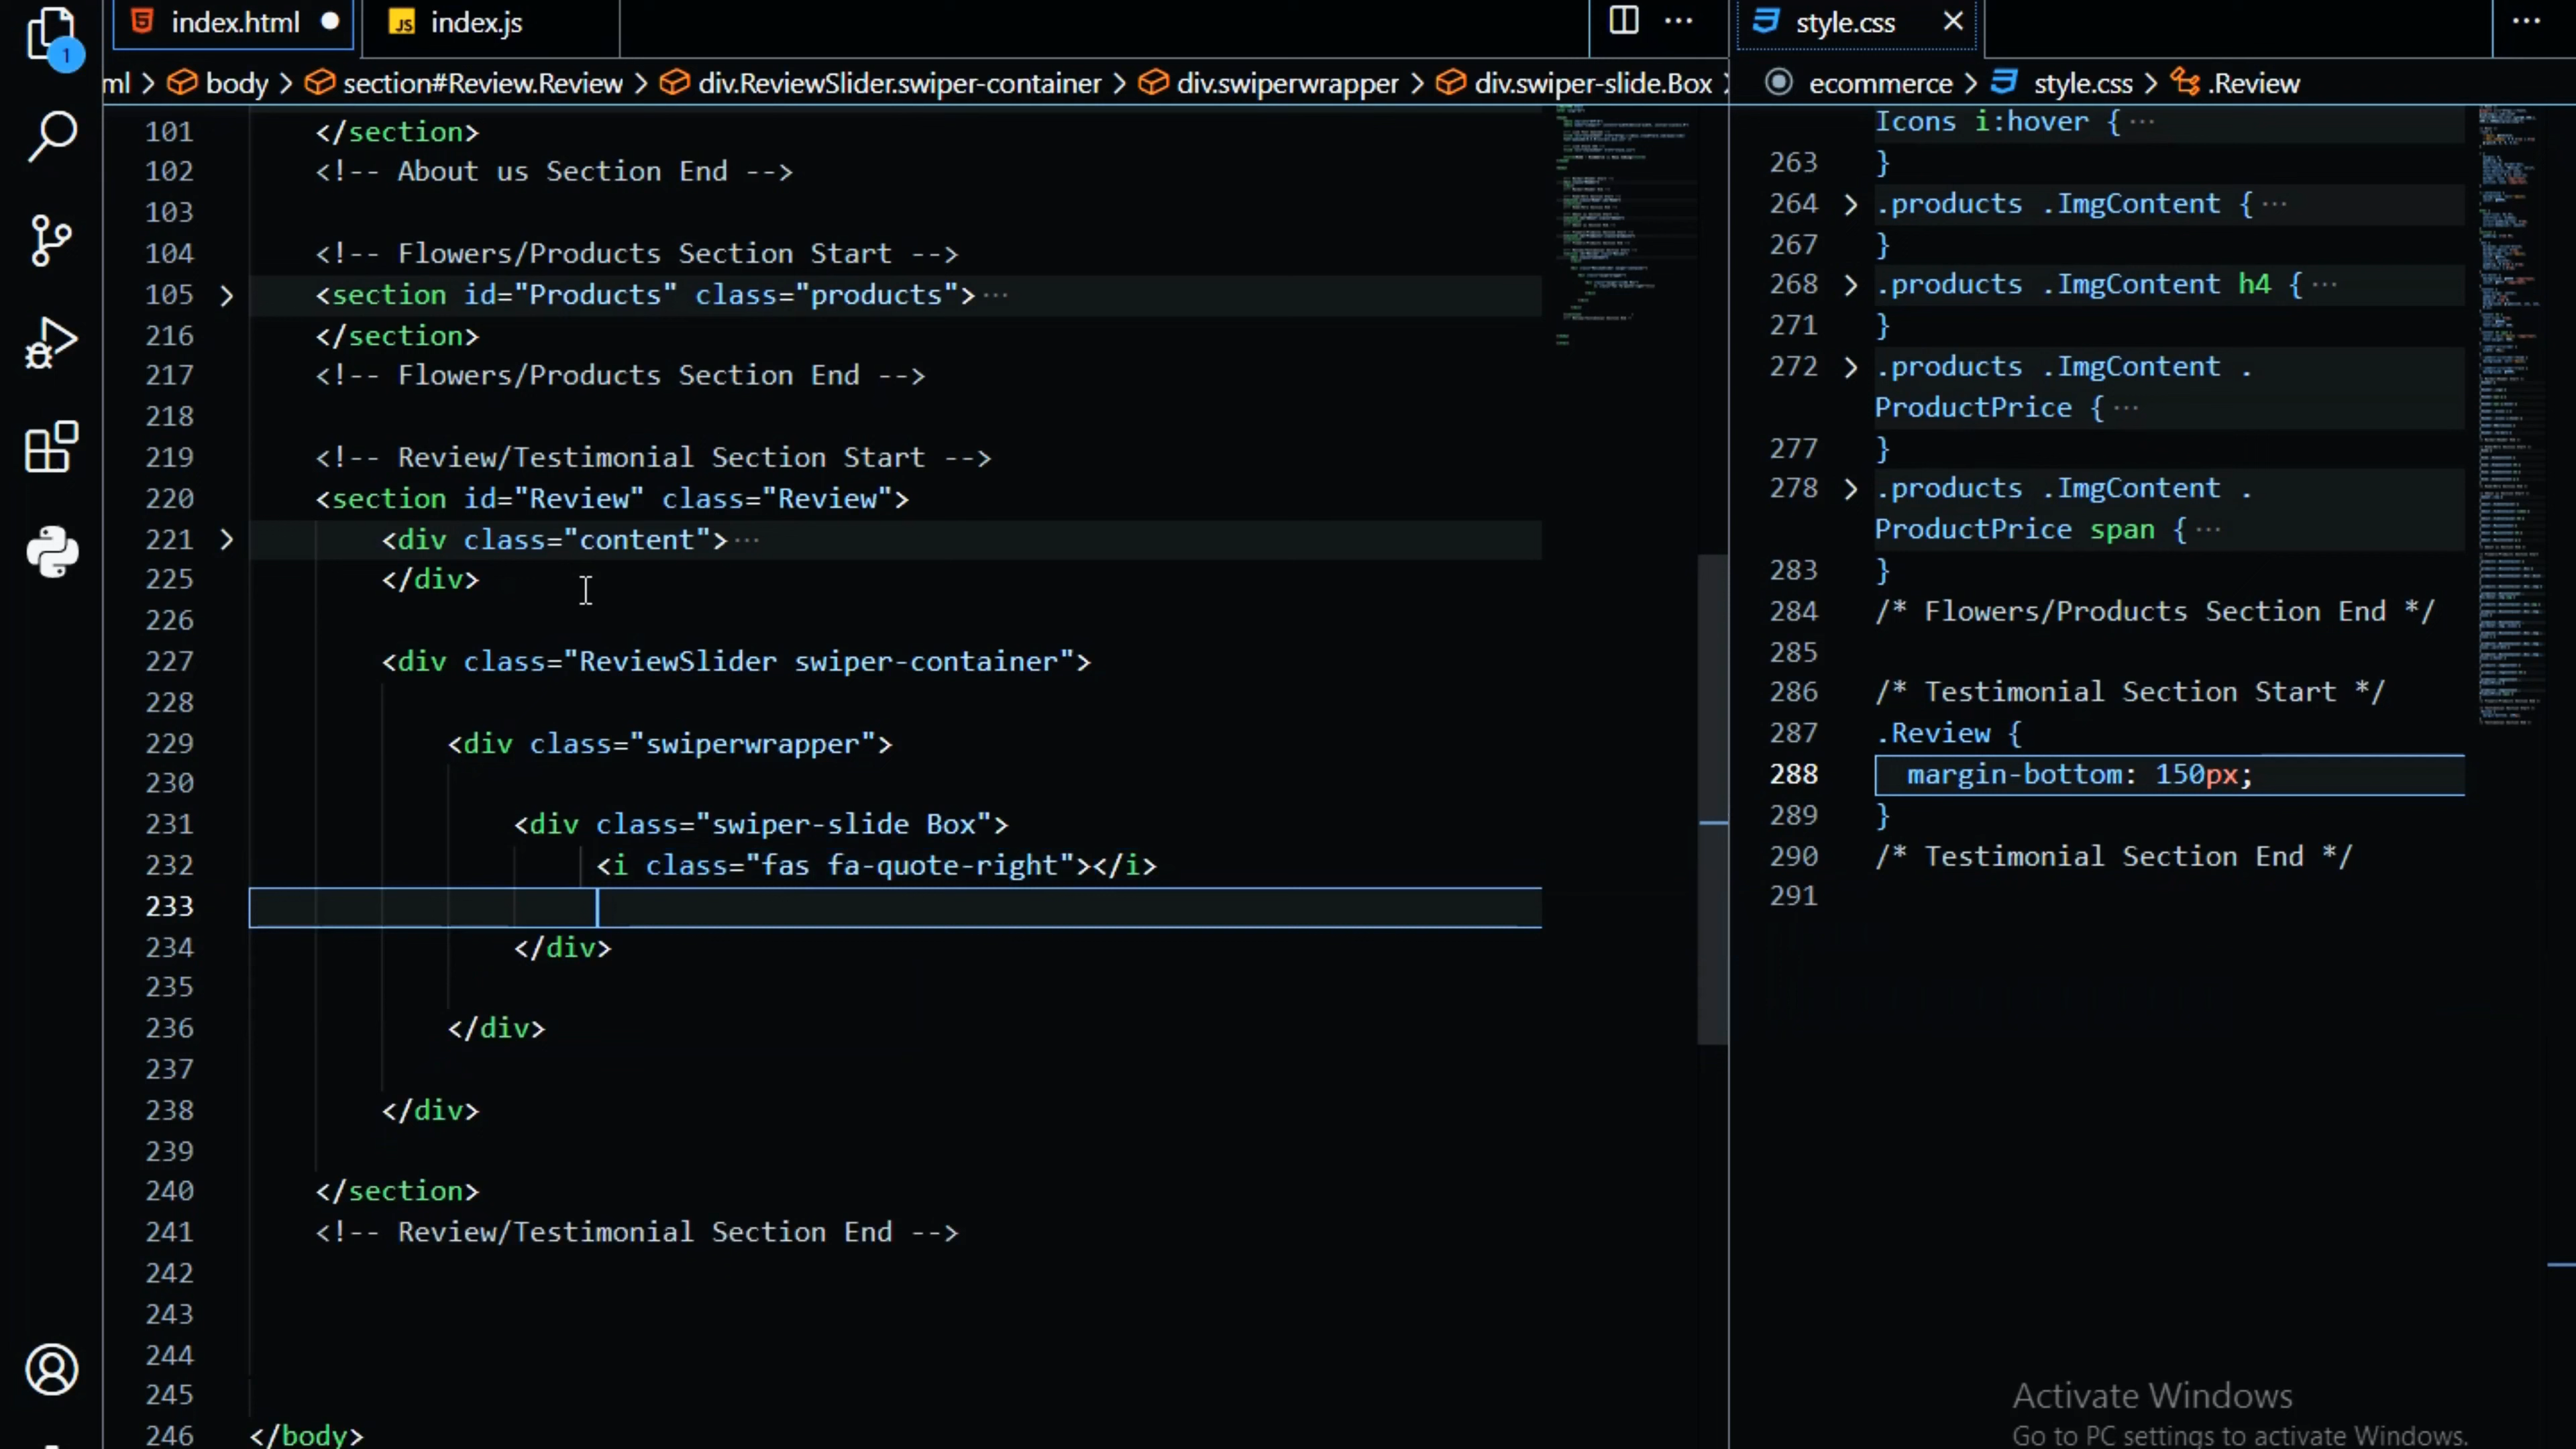 index.html
index.js
style.css
1
ml > body > section#Review.Review > div.ReviewSlider.swiper-container > div.swiperwrapper > div.swiper-slide.Box
ecommerce > style.css > .Review
101 </section>
102 <!-- About us Section End -->
103
104 <!-- Flowers/Products Section Start -->
105 <section id="Products" class="products">
216 </section>
217 <!-- Flowers/Products Section End -->
218
219 <!-- Review/Testimonial Section Start -->
220 <section id="Review" class="Review">
221 <div class="content">
225 </div>
226
227 <div class="ReviewSlider swiper-container">
228
229 <div class="swiperwrapper">
230
231 <div class="swiper-slide Box">
232 <i class="fas fa-quote-right"></i>
233
234 </div>
235
236 </div>
237
238 </div>
239
240 </section>
241 <!-- Review/Testimonial Section End -->
242
243
244
245
246 </body>
Icons i:hover {
263 }
264 .products .ImgContent {
267 }
268 .products .ImgContent h4 {
271 }
272 .products .ImgContent .
ProductPrice {
277 }
278 .products .ImgContent .
ProductPrice span {
283 }
284 /* Flowers/Products Section End */
285
286 /* Testimonial Section Start */
287 .Review {
288 margin-bottom: 150px;
289 }
290 /* Testimonial Section End */
291
Activate Windows
Go to PC settings to activate Windows.